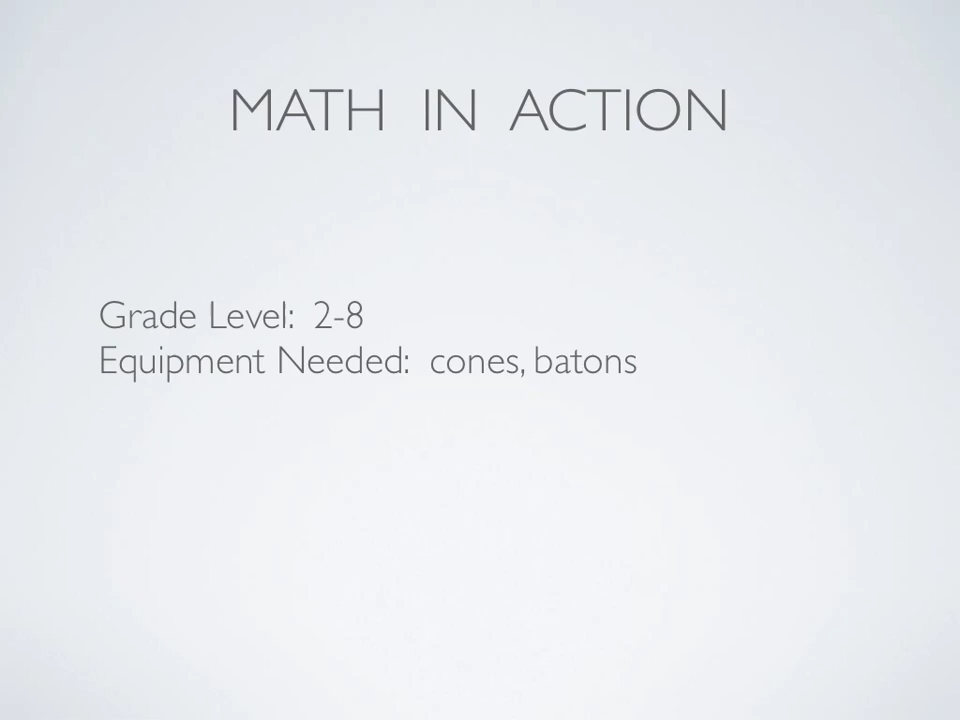 MATH IN ACTION
Grade Level: 2-8
Equipment Needed: cones, batons